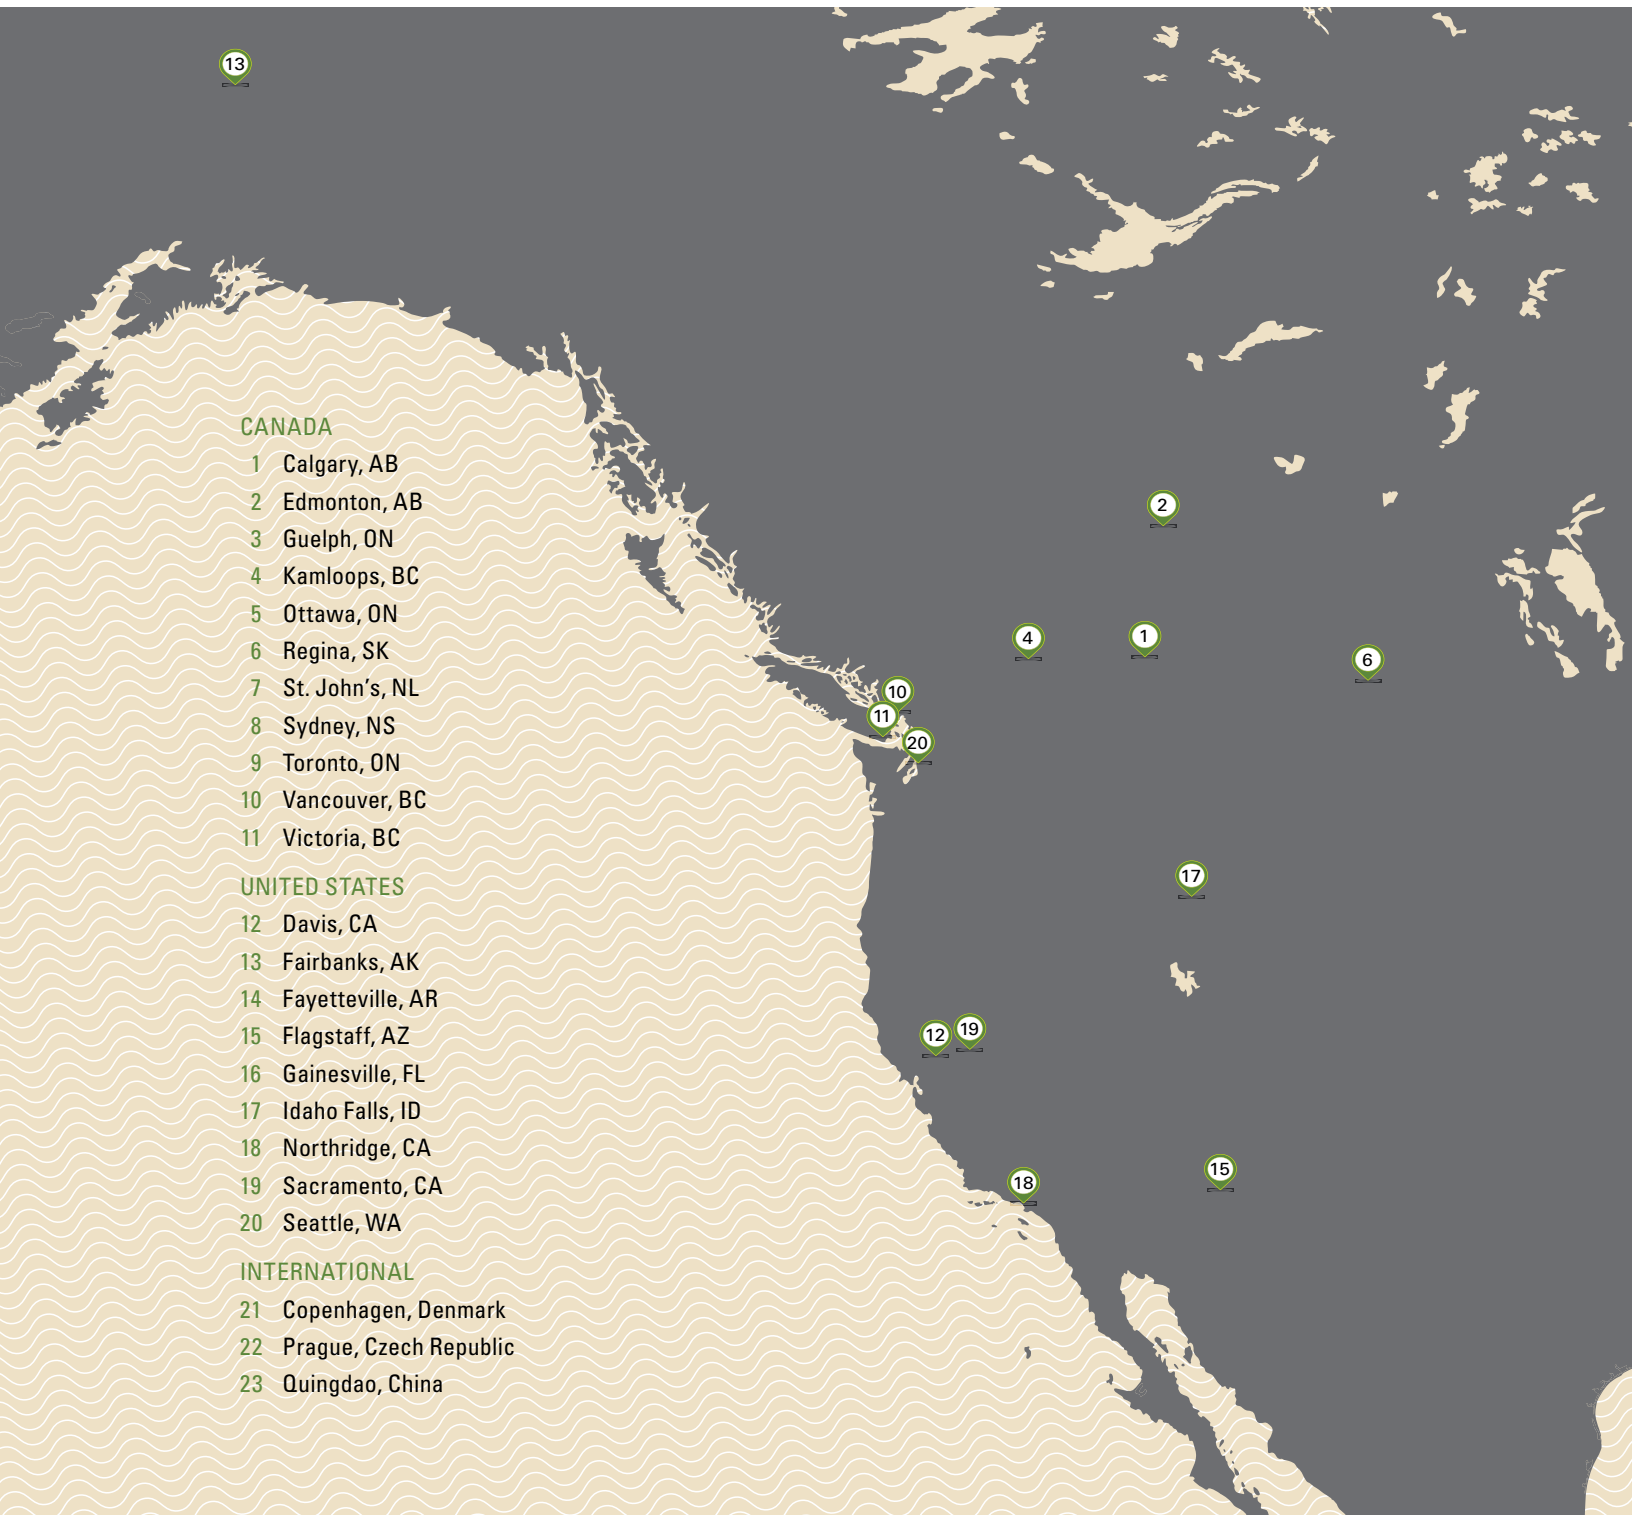 13
CANADA
1 Calgary, AB
2 Edmonton, AB
3 Guelph, ON
4 Kamloops, BC
5 Ottawa, ON
6 Regina, SK
7 St. John’s, NL
8 Sydney, NS
9 Toronto, ON
10 Vancouver, BC
11 Victoria, BC
UNITED STATES
12 Davis, CA
13 Fairbanks, AK
14 Fayetteville, AR
15 Flagstaff, AZ
16 Gainesville, FL
17 Idaho Falls, ID
18 Northridge, CA
19 Sacramento, CA
20 Seattle, WA
INTERNATIONAL
21 Copenhagen, Denmark
22 Prague, Czech Republic
23 Quingdao, China
2
4
1
6
10
11
20
17
12
19
18
15